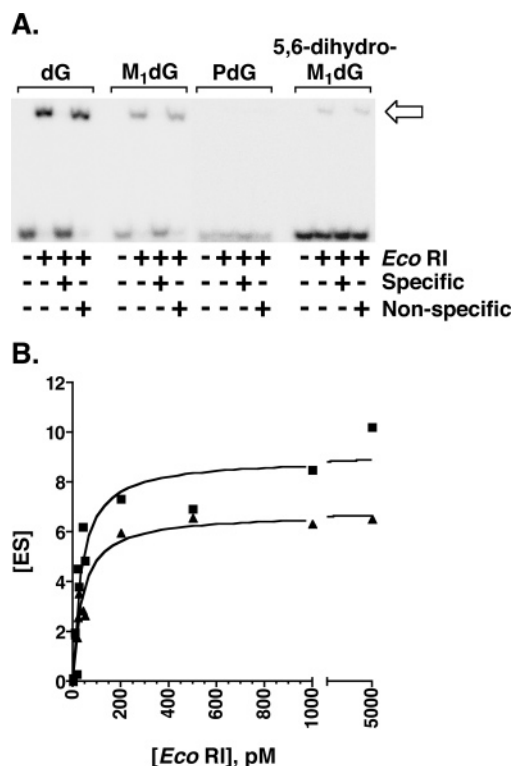 A.
dG M₁dG PdG 5,6-dihydro-
M₁dG
- + + + - + + + - + + + - + + + Eco RI
- - + - - - + - - - + - - - + - Specific
- - - + - - - + - - - + - - - + Non-specific
B.
12
10
8
6
4
2
0
[ES]
0 200 400 600 800 1000 5000
[Eco RI], pM